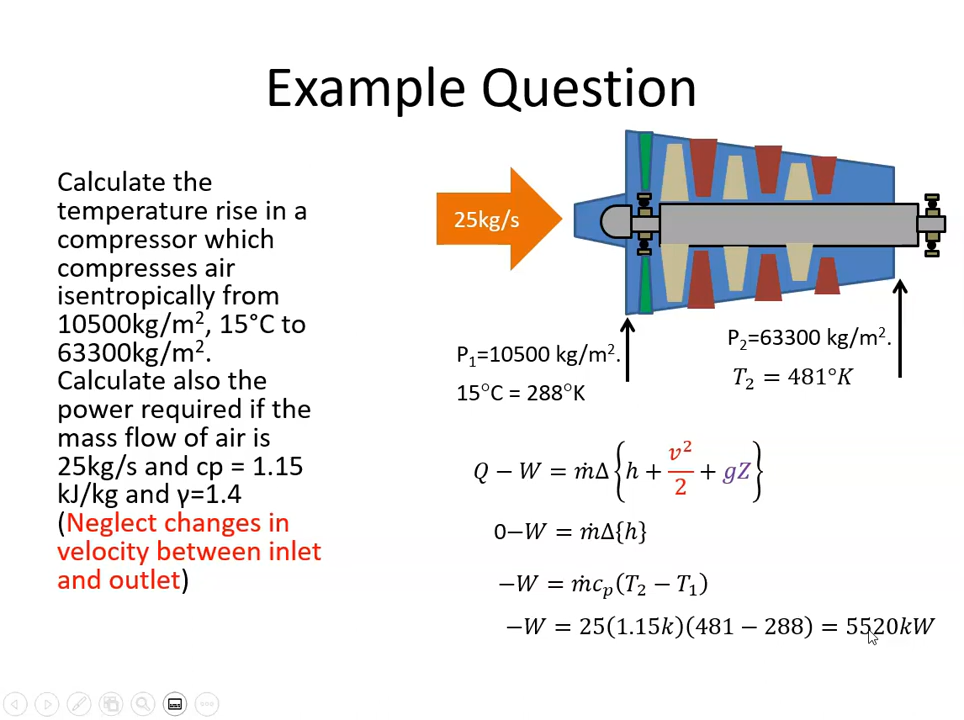 Example Question
Calculate the
temperature rise in a
compressor which
compresses air
isentropically from
10500kg/m², 15°C to
63300kg/m².
Calculate also the
power required if the
mass flow of air is
25kg/s and cp = 1.15
kJ/kg and γ=1.4
(Neglect changes in
velocity between inlet
and outlet)
25kg/s
P₁=10500 kg/m².
15°C = 288°K
P₂=63300 kg/m².
T₂ = 481°K
Q − W = ṁΔ{h + v²/2 + gZ}
0−W = ṁΔ{h}
−W = ṁcₚ(T₂ − T₁)
−W = 25(1.15k)(481 − 288) = 5520kW